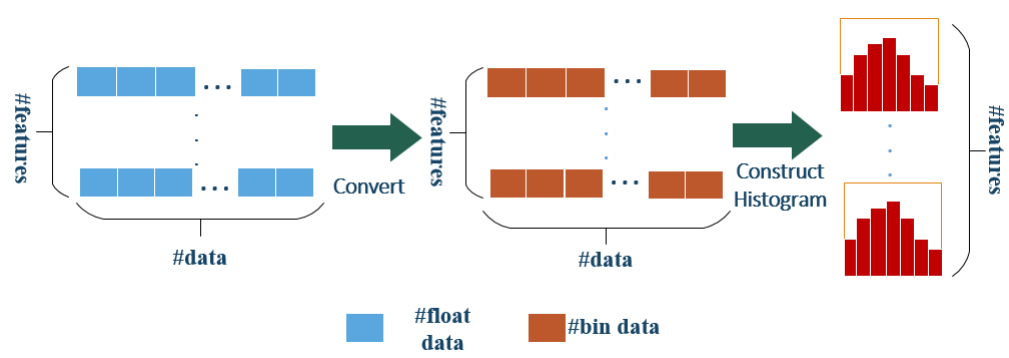 #features
Convert
#data
#features
Construct
Histogram
#data
#features
#float
data
#bin data